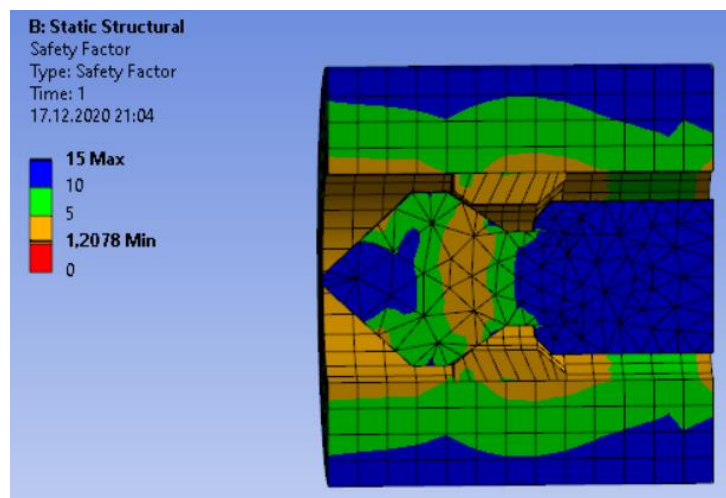 B: Static Structural
Safety Factor
Type: Safety Factor
Time: 1
17.12.2020 21:04
15 Max
10
5
1,2078 Min
0